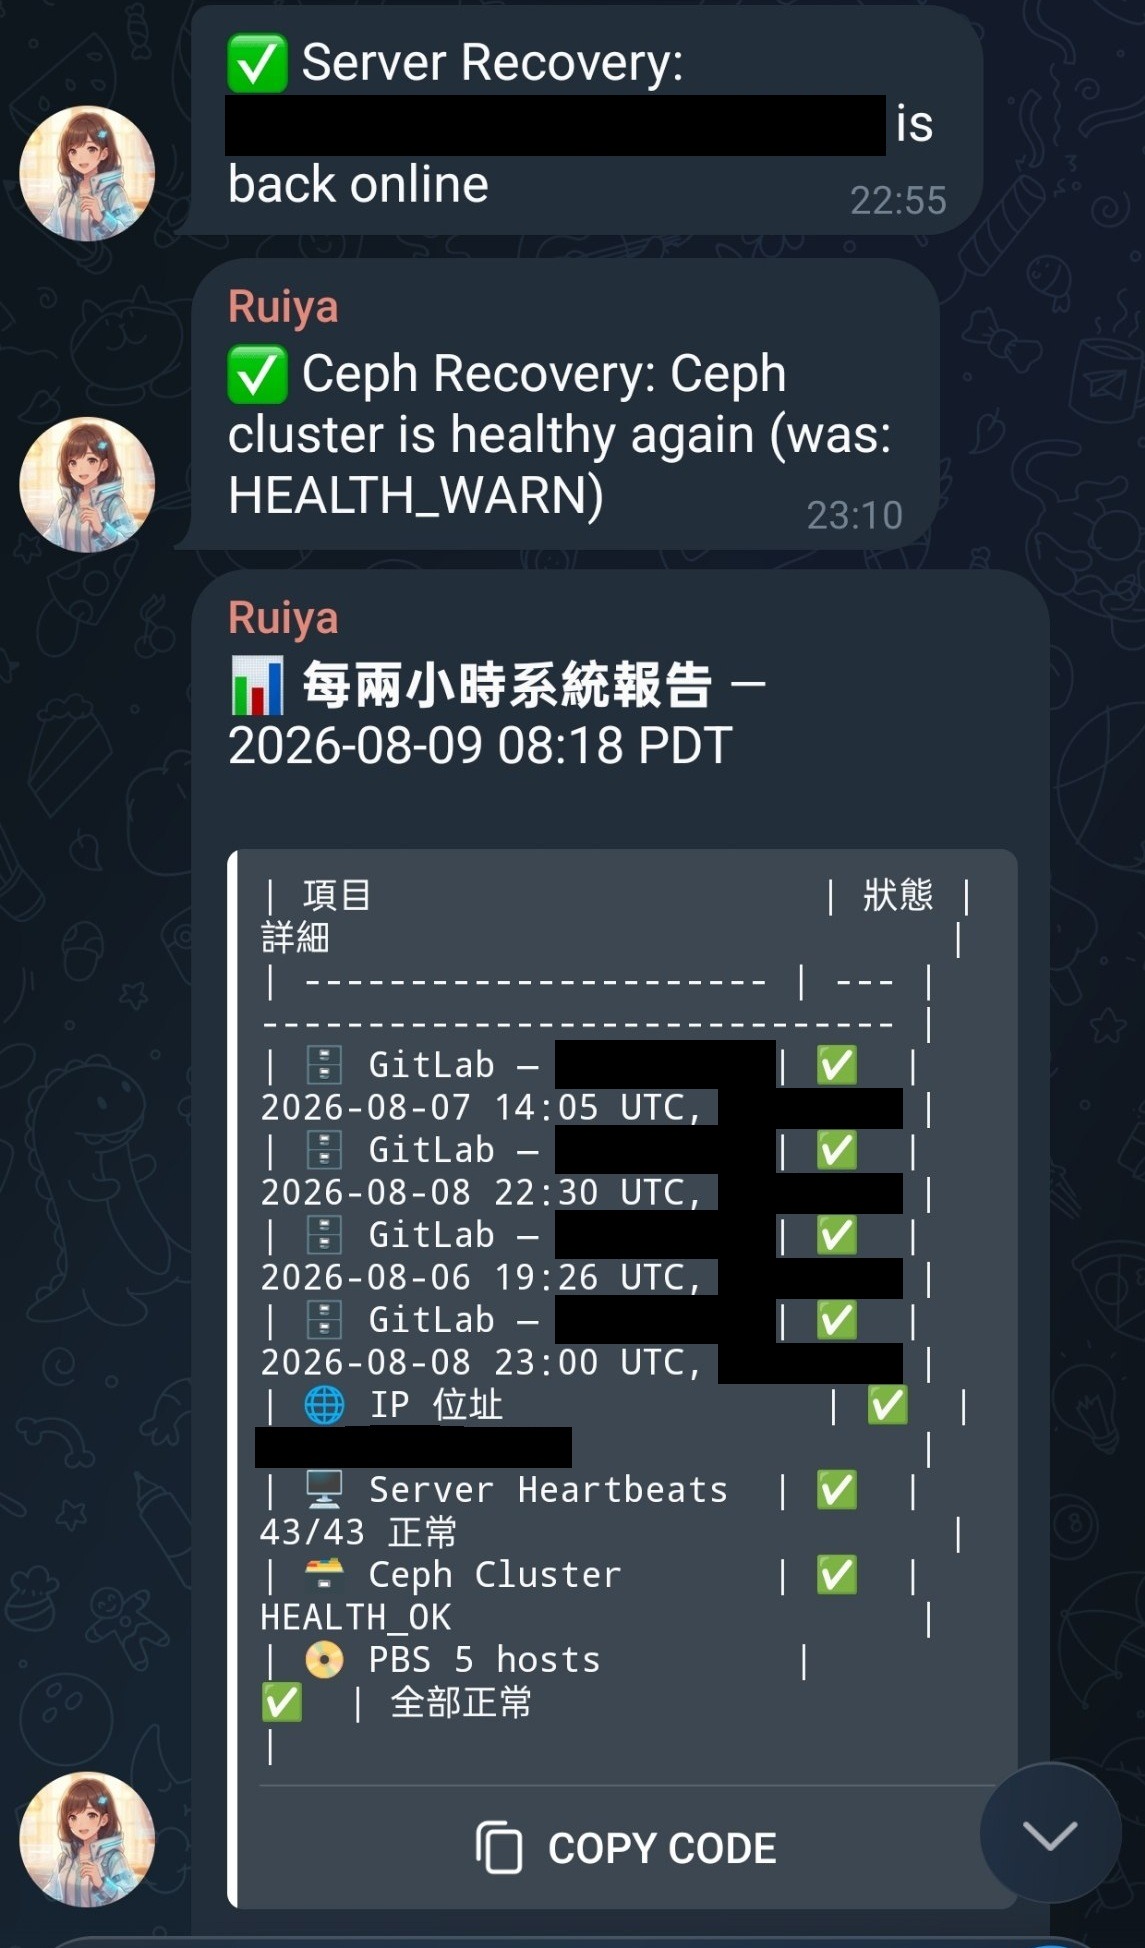 ✅ Server Recovery:
is
back online
22:55
Ruiya
✅ Ceph Recovery: Ceph
cluster is healthy again (was:
HEALTH_WARN)
23:10
Ruiya
📊 每兩小時系統報告 —
2026-08-09 08:18 PDT
| 項目 | 狀態 |
詳細 |
| ---------------------- | --- |
------------------------------ |
| 🗄️ GitLab — | ✅ |
2026-08-07 14:05 UTC, |
| 🗄️ GitLab — | ✅ |
2026-08-08 22:30 UTC, |
| 🗄️ GitLab — | ✅ |
2026-08-06 19:26 UTC, |
| 🗄️ GitLab — | ✅ |
2026-08-08 23:00 UTC, |
| 🌐 IP 位址 | ✅ |
|
| 🖥️ Server Heartbeats | ✅ |
43/43 正常 |
| 🗃️ Ceph Cluster | ✅ |
HEALTH_OK |
| 📀 PBS 5 hosts |
✅ | 全部正常
|
COPY CODE